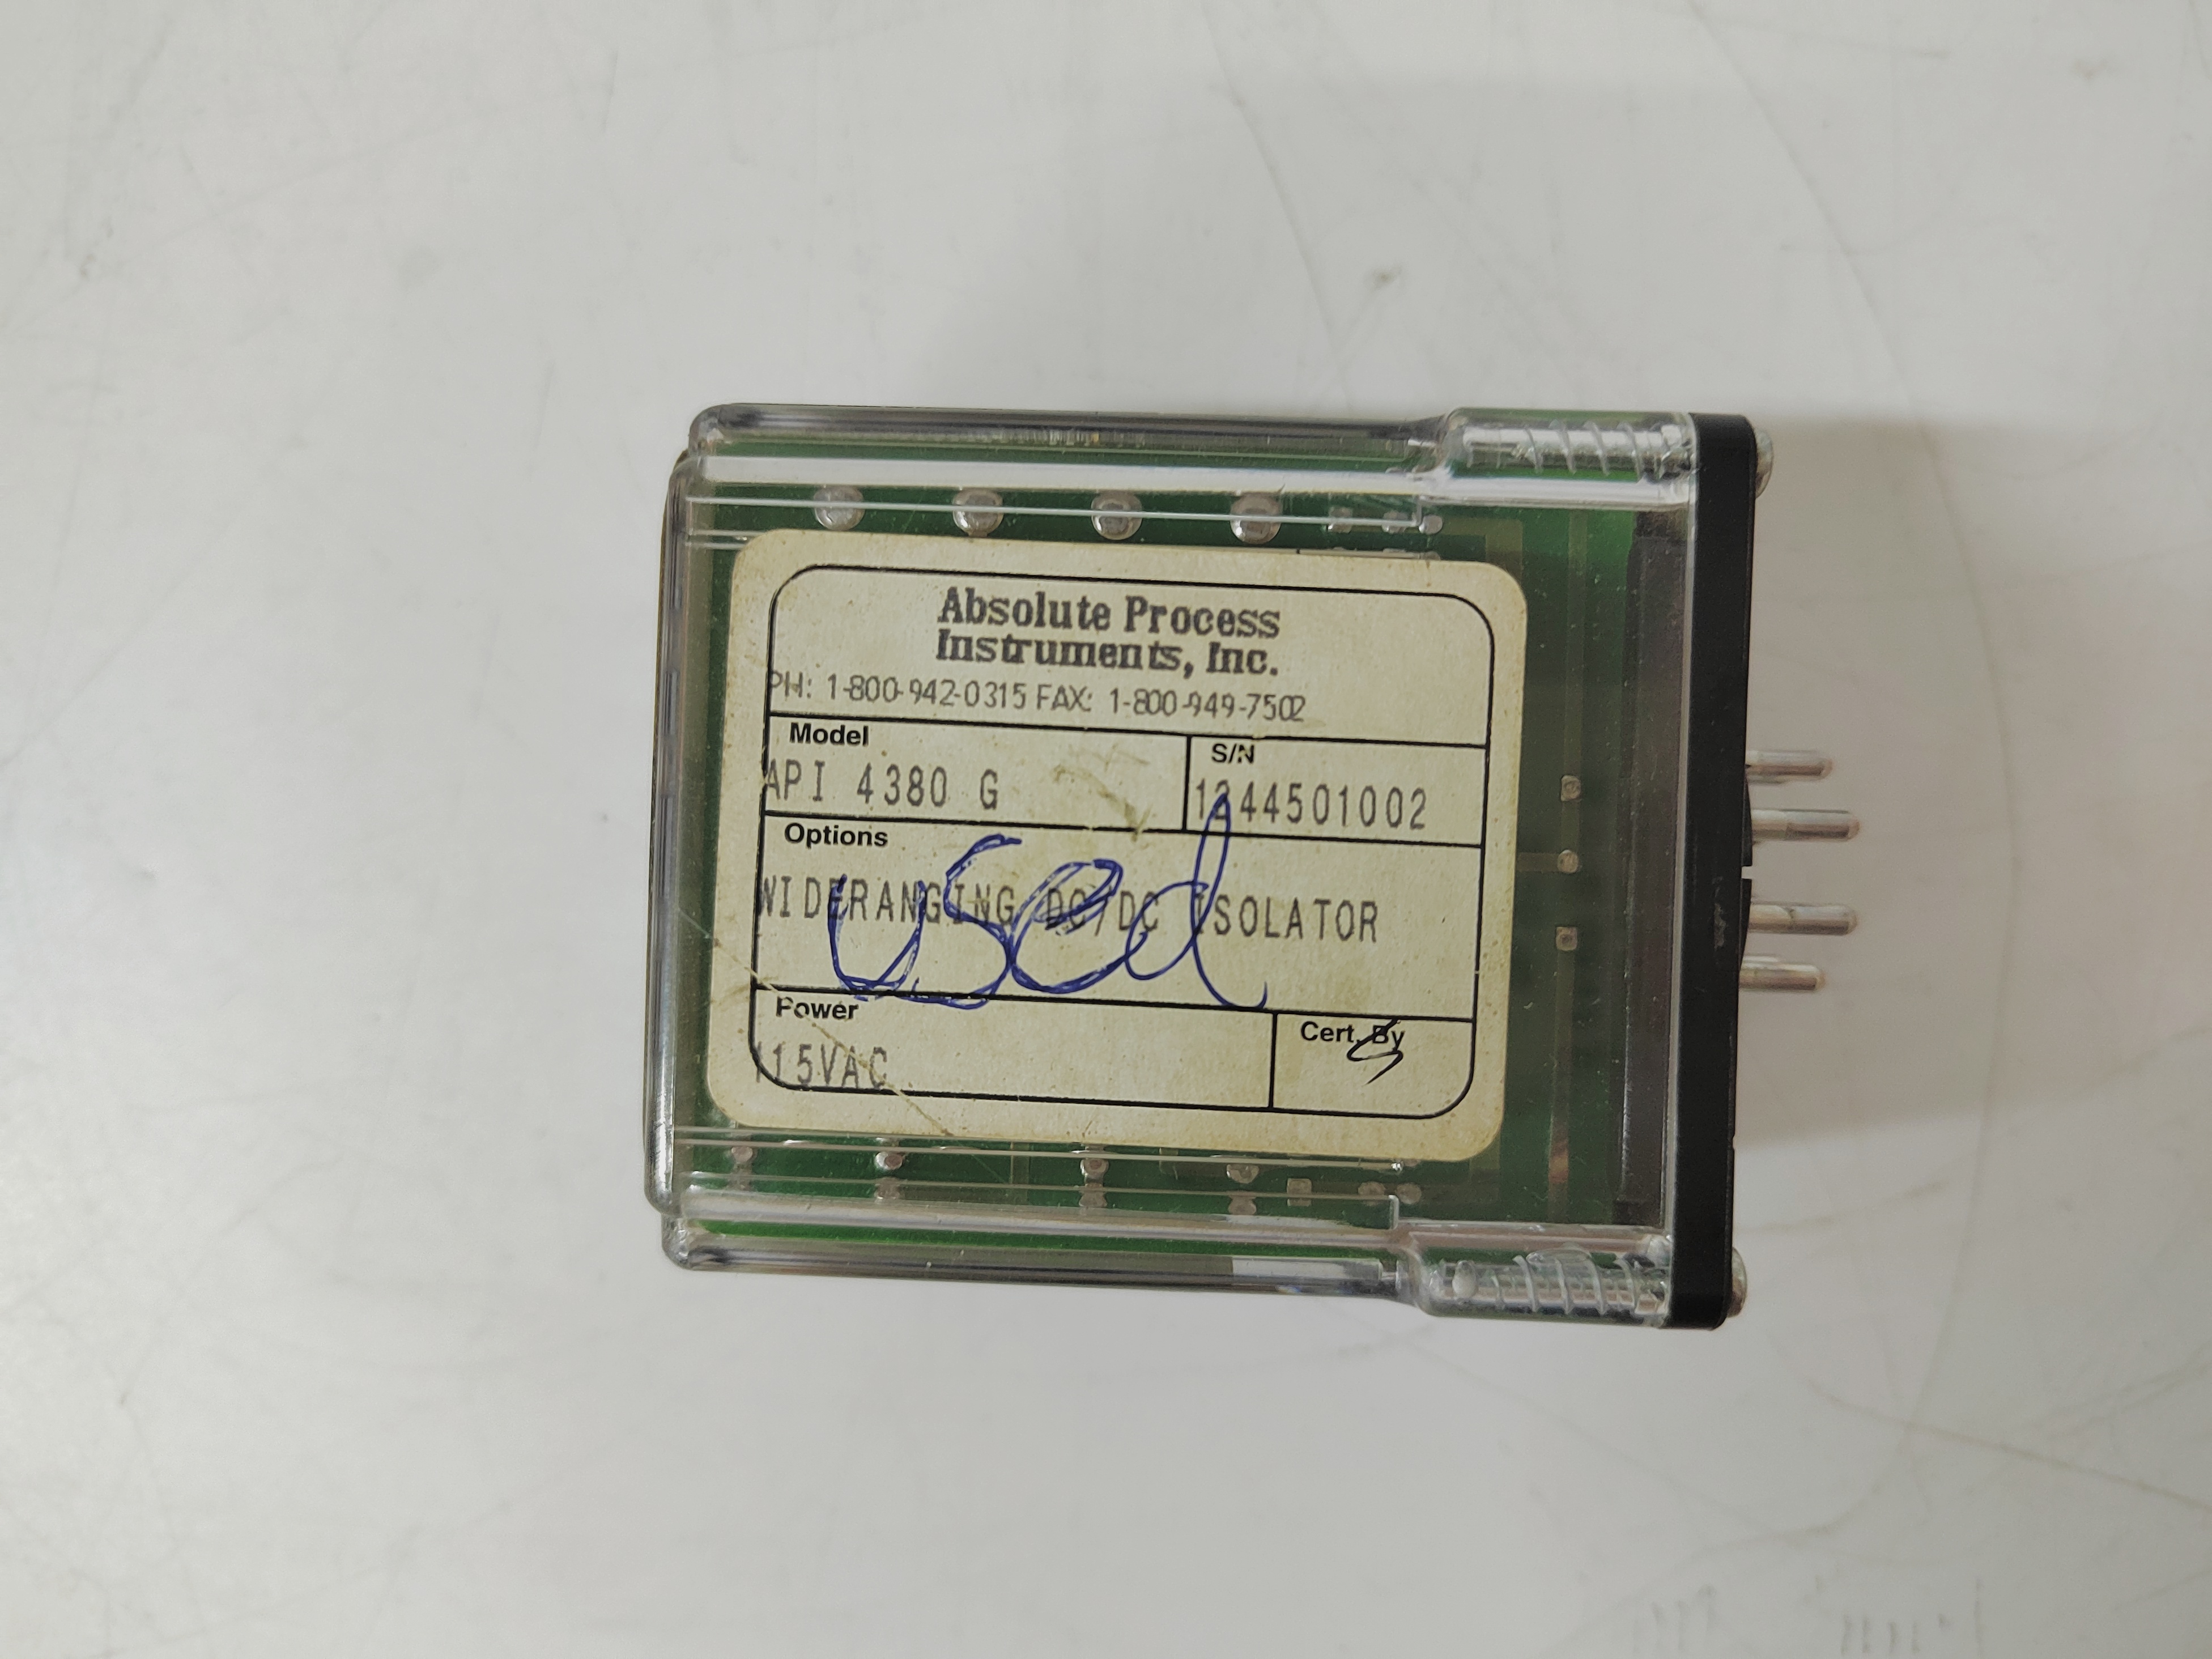 Absolute Process
Instruments, Inc.
PH: 1-800-942-0315 FAX: 1-800-949-7502
Model
API 4380 G
S/N
1244501002
Options
WIDERANGING DC/DC ISOLATOR
used
Power
115VAC
Cert. By